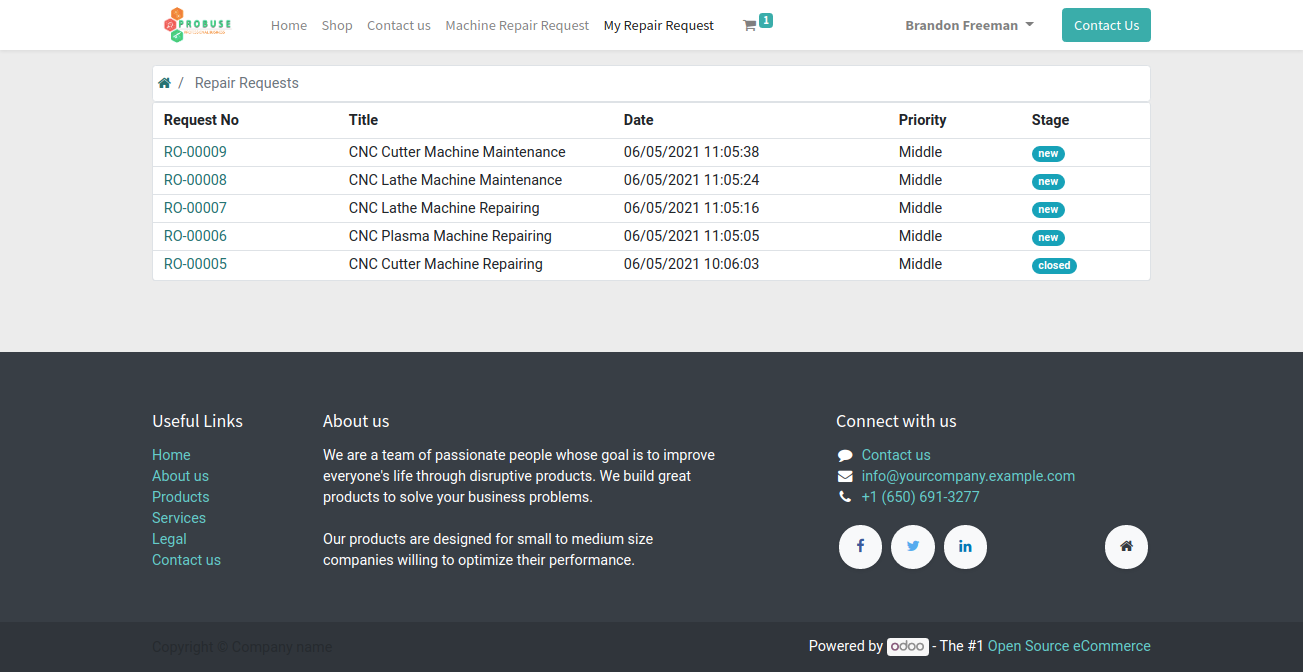 PROBUSE
Home Shop Contact us Machine Repair Request My Repair Request 1 Brandon Freeman Contact Us
/ Repair Requests
Request No Title Date Priority Stage
RO-00009 CNC Cutter Machine Maintenance 06/05/2021 11:05:38 Middle new
RO-00008 CNC Lathe Machine Maintenance 06/05/2021 11:05:24 Middle new
RO-00007 CNC Lathe Machine Repairing 06/05/2021 11:05:16 Middle new
RO-00006 CNC Plasma Machine Repairing 06/05/2021 11:05:05 Middle new
RO-00005 CNC Cutter Machine Repairing 06/05/2021 10:06:03 Middle closed
Useful Links
Home
About us
Products
Services
Legal
Contact us
About us
We are a team of passionate people whose goal is to improve
everyone's life through disruptive products. We build great
products to solve your business problems.
Our products are designed for small to medium size
companies willing to optimize their performance.
Connect with us
Contact us
info@yourcompany.example.com
+1 (650) 691-3277
Copyright © Company name
Powered by odoo - The #1 Open Source eCommerce